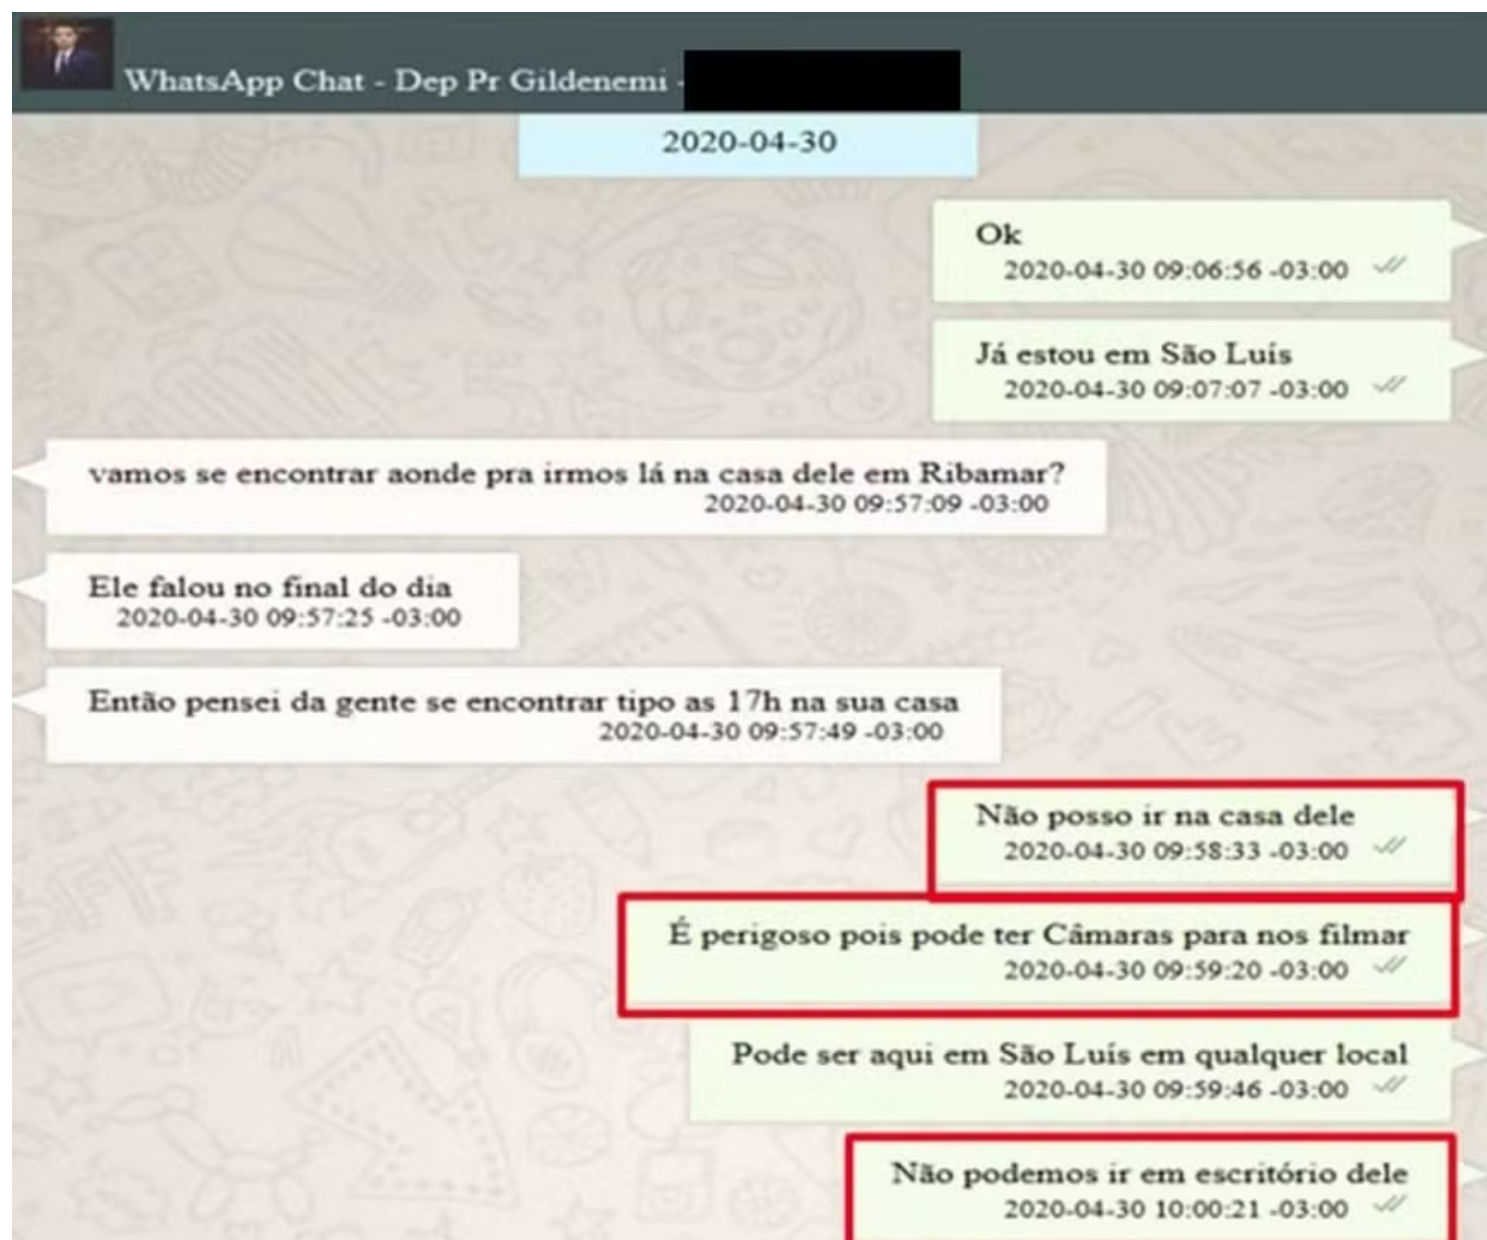 WhatsApp Chat - Dep Pr Gildenemi -
2020-04-30
Ok
2020-04-30 09:06:56 -03:00
Já estou em São Luís
2020-04-30 09:07:07 -03:00
vamos se encontrar aonde pra irmos lá na casa dele em Ribamar?
2020-04-30 09:57:09 -03:00
Ele falou no final do dia
2020-04-30 09:57:25 -03:00
Então pensei da gente se encontrar tipo as 17h na sua casa
2020-04-30 09:57:49 -03:00
Não posso ir na casa dele
2020-04-30 09:58:33 -03:00
É perigoso pois pode ter Câmaras para nos filmar
2020-04-30 09:59:20 -03:00
Pode ser aqui em São Luís em qualquer local
2020-04-30 09:59:46 -03:00
Não podemos ir em escritório dele
2020-04-30 10:00:21 -03:00